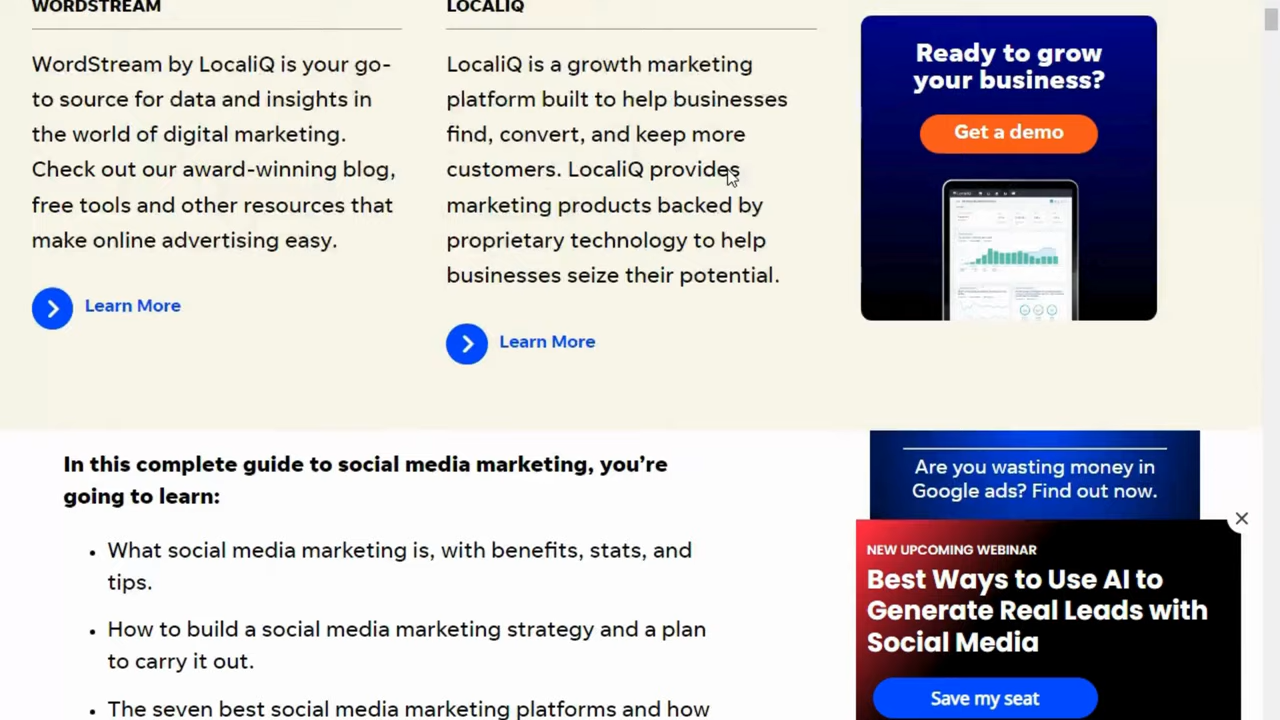 WORDSTREAM
WordStream by LocaliQ is your go-
to source for data and insights in
the world of digital marketing.
Check out our award-winning blog,
free tools and other resources that
make online advertising easy.
Learn More
LOCALIQ
LocaliQ is a growth marketing
platform built to help businesses
find, convert, and keep more
customers. LocaliQ provides
marketing products backed by
proprietary technology to help
businesses seize their potential.
Learn More
Ready to grow
your business?
Get a demo
In this complete guide to social media marketing, you’re
going to learn:
• What social media marketing is, with benefits, stats, and
tips.
• How to build a social media marketing strategy and a plan
to carry it out.
• The seven best social media marketing platforms and how
Are you wasting money in
Google ads? Find out now.
NEW UPCOMING WEBINAR
Best Ways to Use AI to
Generate Real Leads with
Social Media
Save my seat